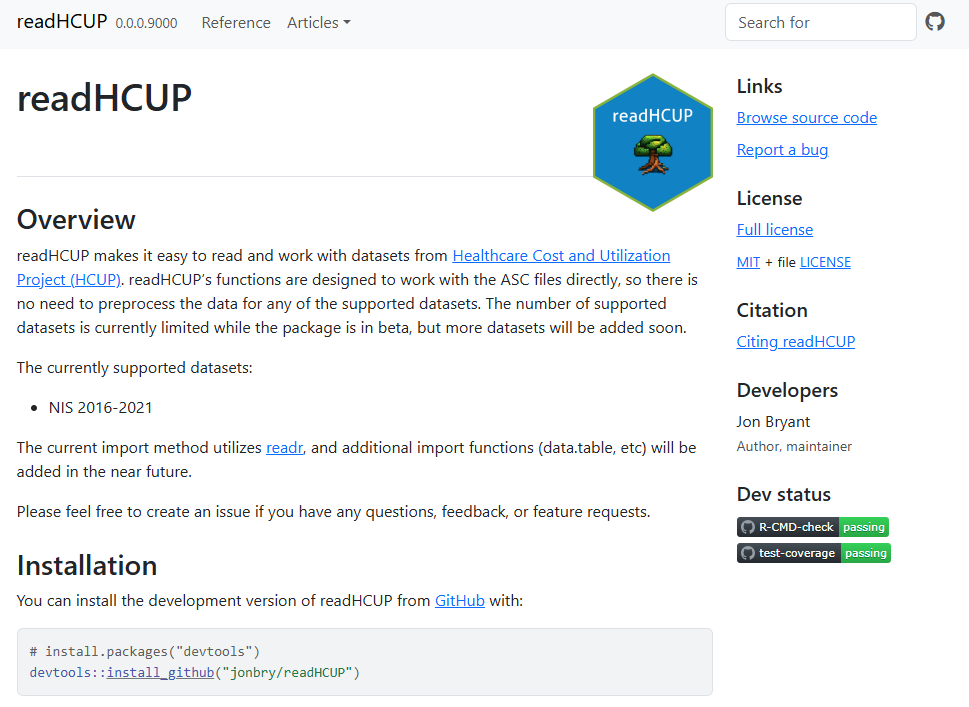 readHCUP 0.0.0.9000 Reference Articles Search for
readHCUP
readHCUP
Overview
readHCUP makes it easy to read and work with datasets from Healthcare Cost and Utilization
Project (HCUP). readHCUP’s functions are designed to work with the ASC files directly, so there is
no need to preprocess the data for any of the supported datasets. The number of supported
datasets is currently limited while the package is in beta, but more datasets will be added soon.
The currently supported datasets:
• NIS 2016-2021
The current import method utilizes readr, and additional import functions (data.table, etc) will be
added in the near future.
Please feel free to create an issue if you have any questions, feedback, or feature requests.
Installation
You can install the development version of readHCUP from GitHub with:
# install.packages("devtools")
devtools::install_github("jonbry/readHCUP")
Links
Browse source code
Report a bug
License
Full license
MIT + file LICENSE
Citation
Citing readHCUP
Developers
Jon Bryant
Author, maintainer
Dev status
R-CMD-check passing
test-coverage passing